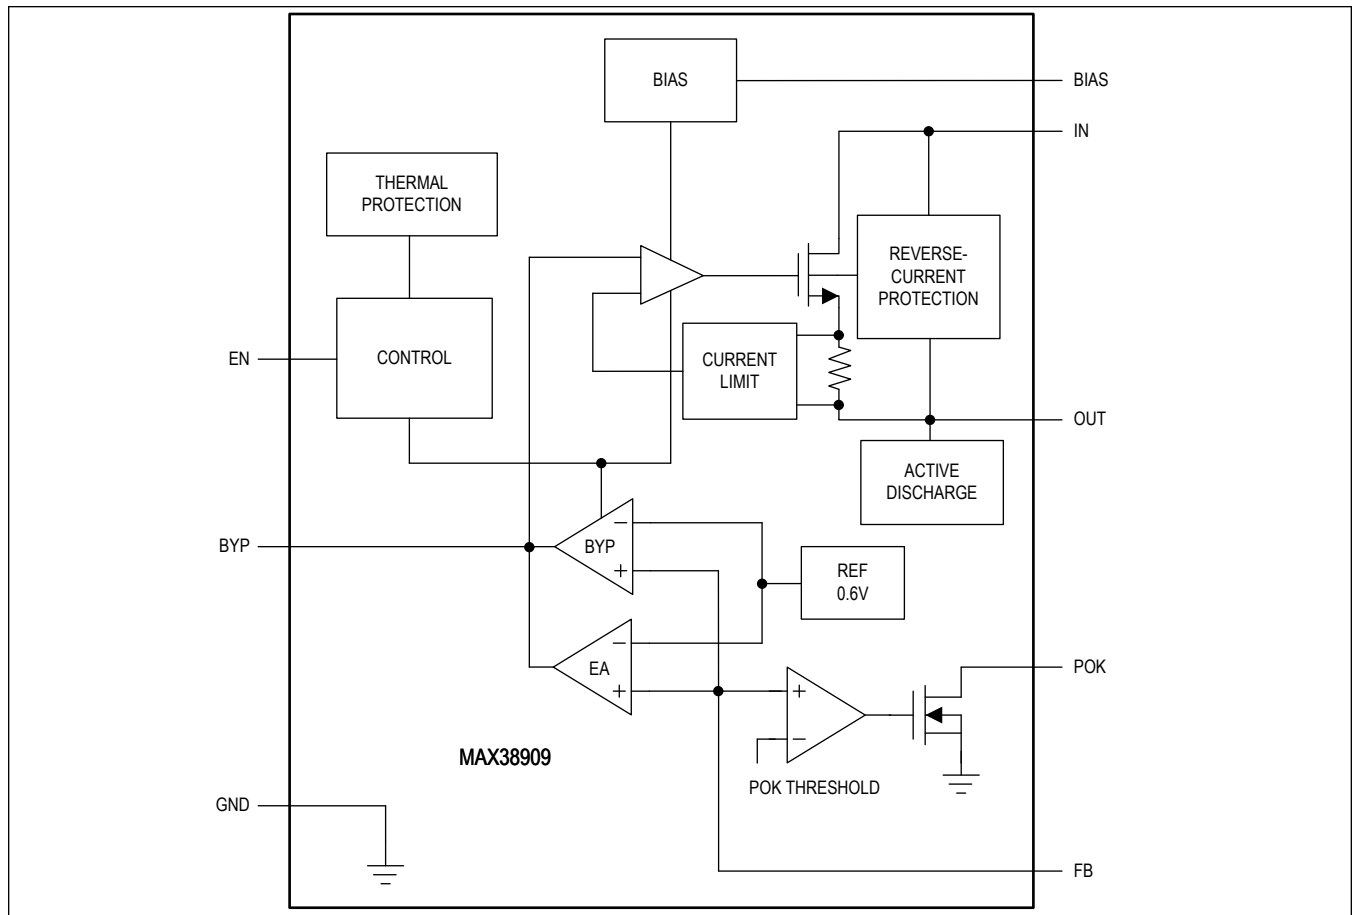 BIAS
BIAS
IN
THERMAL
PROTECTION
REVERSE-
CURRENT
PROTECTION
EN
CONTROL
CURRENT
LIMIT
OUT
ACTIVE
DISCHARGE
BYP
−
BYP
+
REF
0.6V
−
EA
+
+
−
POK
MAX38909
POK THRESHOLD
GND
FB